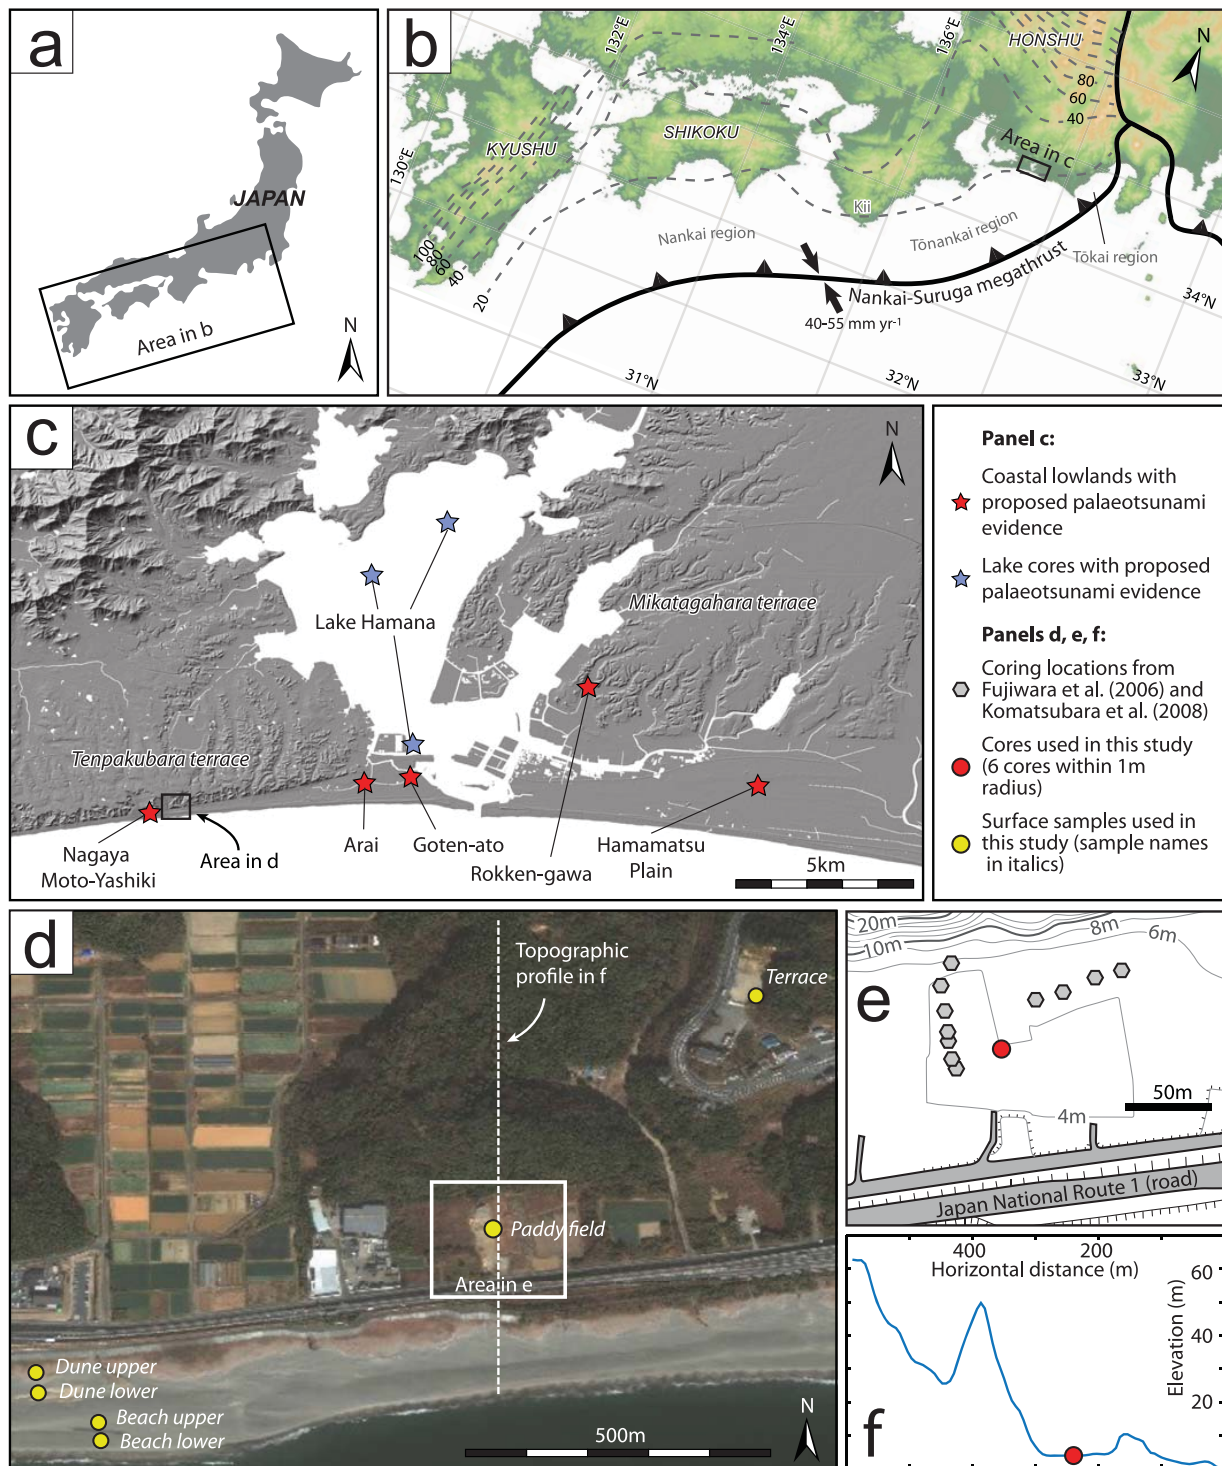 a
JAPAN
Area in b
N
b
132°E
134°E
136°E
HONSHU
N
80
60
40
130°E
KYUSHU
SHIKOKU
Area in c
Kii
Nankai region
Tōnankai region
Tōkai region
100
80
60
40
20
Nankai-Suruga megathrust
40-55 mm yr-1
31°N
32°N
33°N
34°N
c
N
Lake Hamana
Mikatagahara terrace
Tenpakubara terrace
Nagaya
Moto-Yashiki
Area in d
Arai
Goten-ato
Rokken-gawa
Hamamatsu
Plain
5km
Panel c:
Coastal lowlands with
proposed palaeotsunami
evidence
Lake cores with proposed
palaeotsunami evidence
Panels d, e, f:
Coring locations from
Fujiwara et al. (2006) and
Komatsubara et al. (2008)
Cores used in this study
(6 cores within 1m
radius)
Surface samples used in
this study (sample names
in italics)
d
Topographic
profile in f
Terrace
Paddy field
Area in e
Dune upper
Dune lower
Beach upper
Beach lower
500m
N
e
20m
10m
8m
6m
50m
4m
Japan National Route 1 (road)
400
200
Horizontal distance (m)
60
40
20
Elevation (m)
f